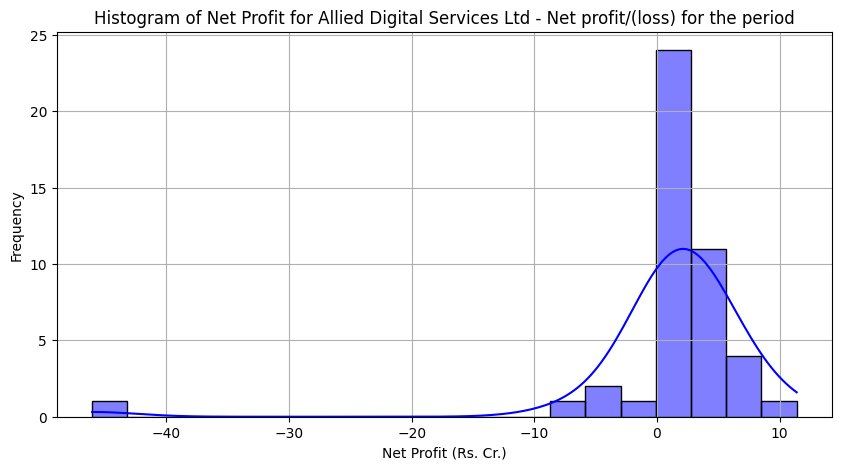 Histogram of Net Profit for Allied Digital Services Ltd - Net profit/(loss) for the period
25
20
15
10
5
0
Frequency
−40 −30 −20 −10 0 10
Net Profit (Rs. Cr.)